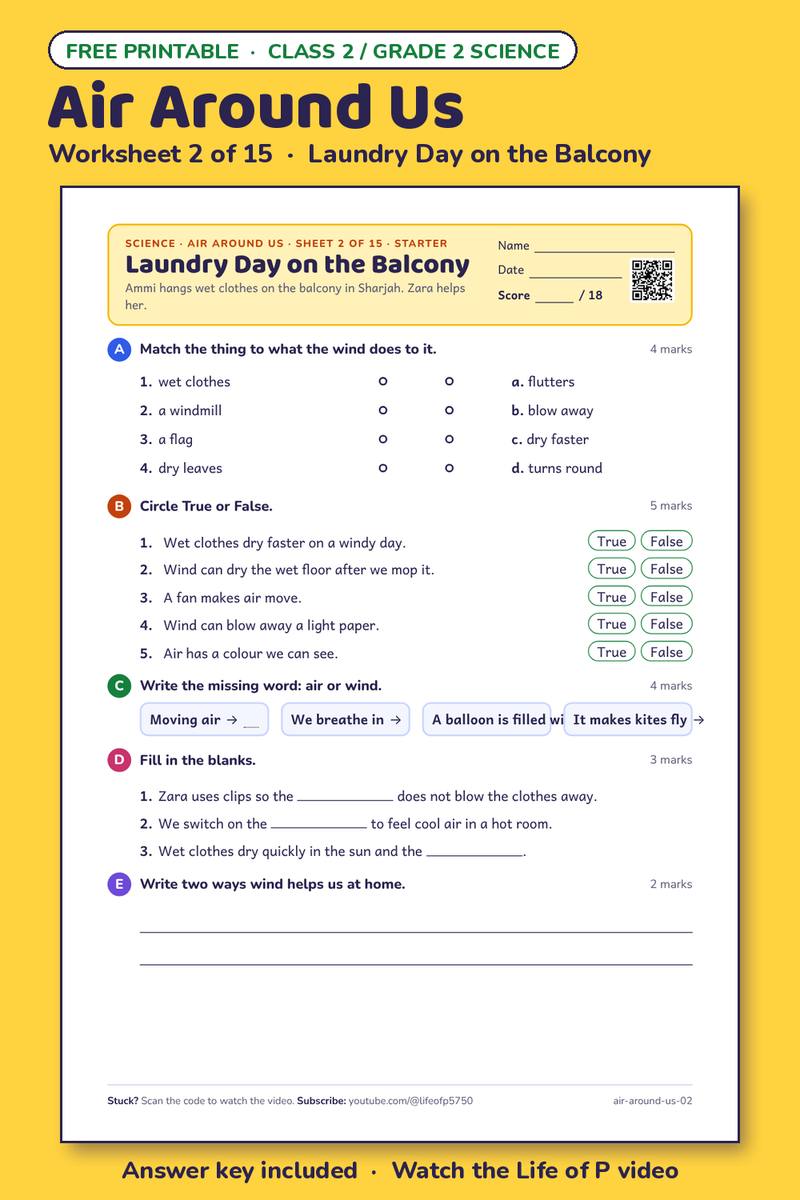 FREE PRINTABLE · CLASS 2 / GRADE 2 SCIENCE
Air Around Us
Worksheet 2 of 15 · Laundry Day on the Balcony
SCIENCE · AIR AROUND US · SHEET 2 OF 15 · STARTER
Laundry Day on the Balcony
Ammi hangs wet clothes on the balcony in Sharjah. Zara helps
her.
Name ____________
Date ____________
Score _____ / 18
A Match the thing to what the wind does to it. 4 marks
1. wet clothes a. flutters
2. a windmill b. blow away
3. a flag c. dry faster
4. dry leaves d. turns round
B Circle True or False. 5 marks
1. Wet clothes dry faster on a windy day. True False
2. Wind can dry the wet floor after we mop it. True False
3. A fan makes air move. True False
4. Wind can blow away a light paper. True False
5. Air has a colour we can see. True False
C Write the missing word: air or wind. 4 marks
Moving air → __ We breathe in → A balloon is filled wi It makes kites fly →
D Fill in the blanks. 3 marks
1. Zara uses clips so the ____________ does not blow the clothes away.
2. We switch on the ____________ to feel cool air in a hot room.
3. Wet clothes dry quickly in the sun and the ____________.
E Write two ways wind helps us at home. 2 marks
Stuck? Scan the code to watch the video. Subscribe: youtube.com/@lifeofp5750 air-around-us-02
Answer key included · Watch the Life of P video